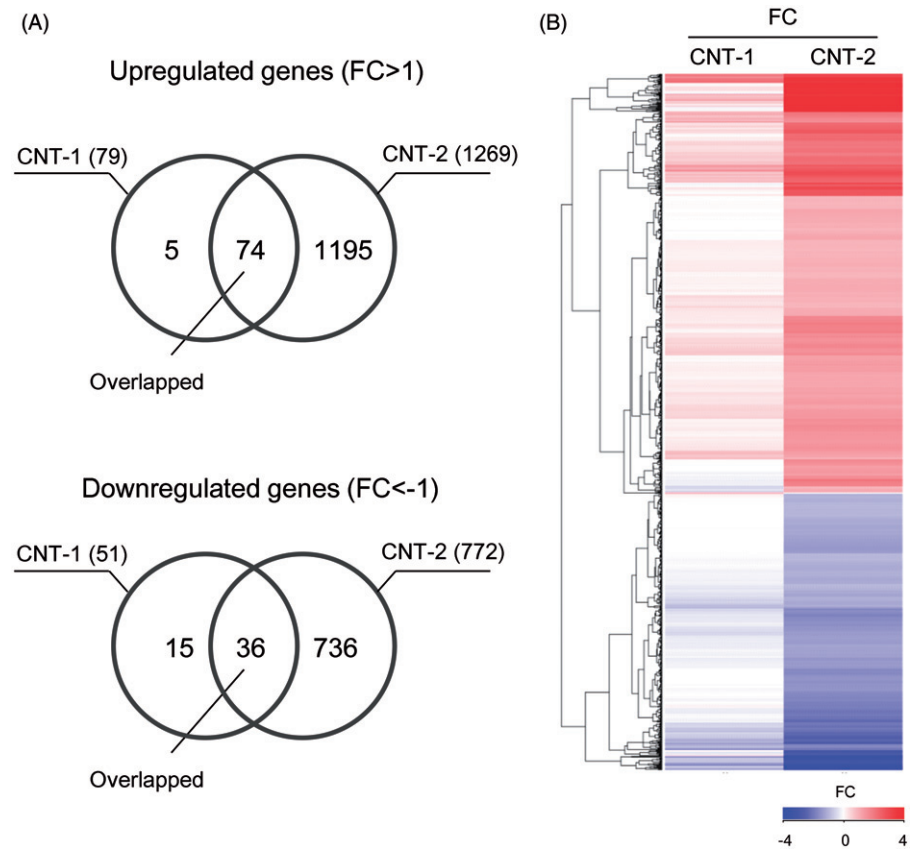 (A)
Upregulated genes (FC>1)
CNT-1 (79)
CNT-2 (1269)
5
74
1195
Overlapped
Downregulated genes (FC<-1)
CNT-1 (51)
CNT-2 (772)
15
36
736
Overlapped
(B)
FC
CNT-1
CNT-2
FC
-4
0
4